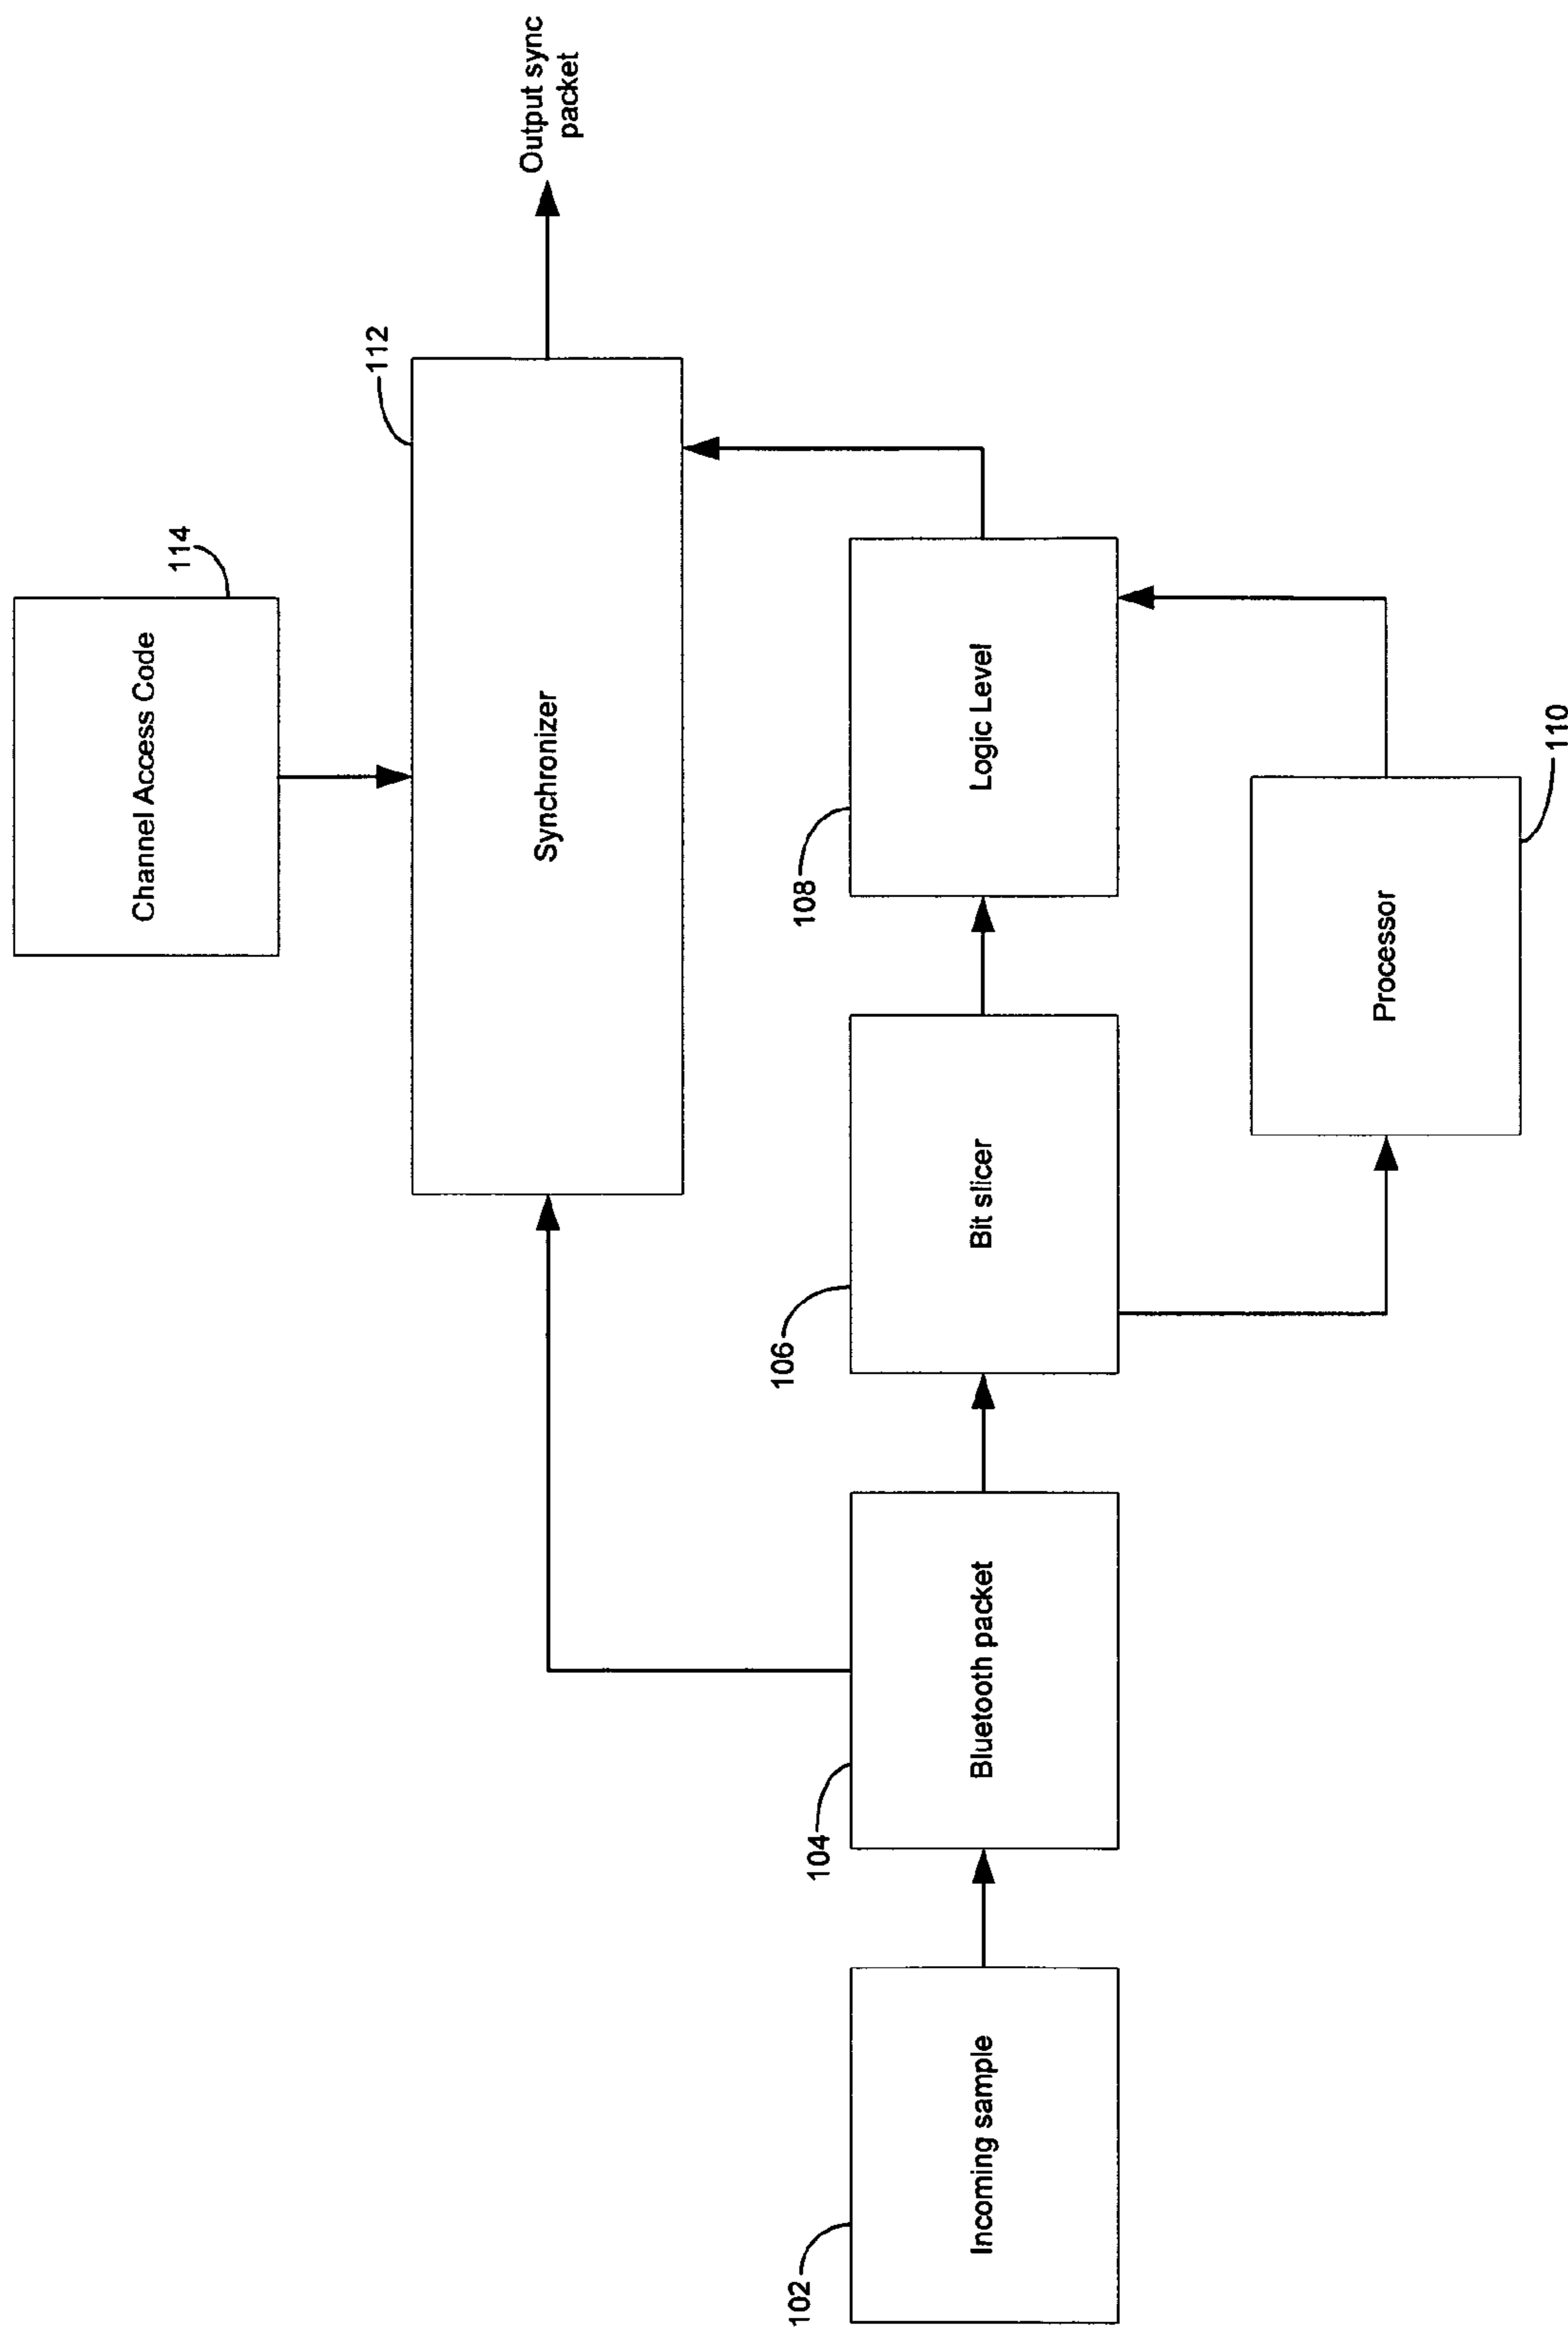 Channel Access Code
114
112
Synchronizer
Output sync
packet
102
Incoming sample
104
Bluetooth packet
106
Bit slicer
108
Logic Level
Processor
110